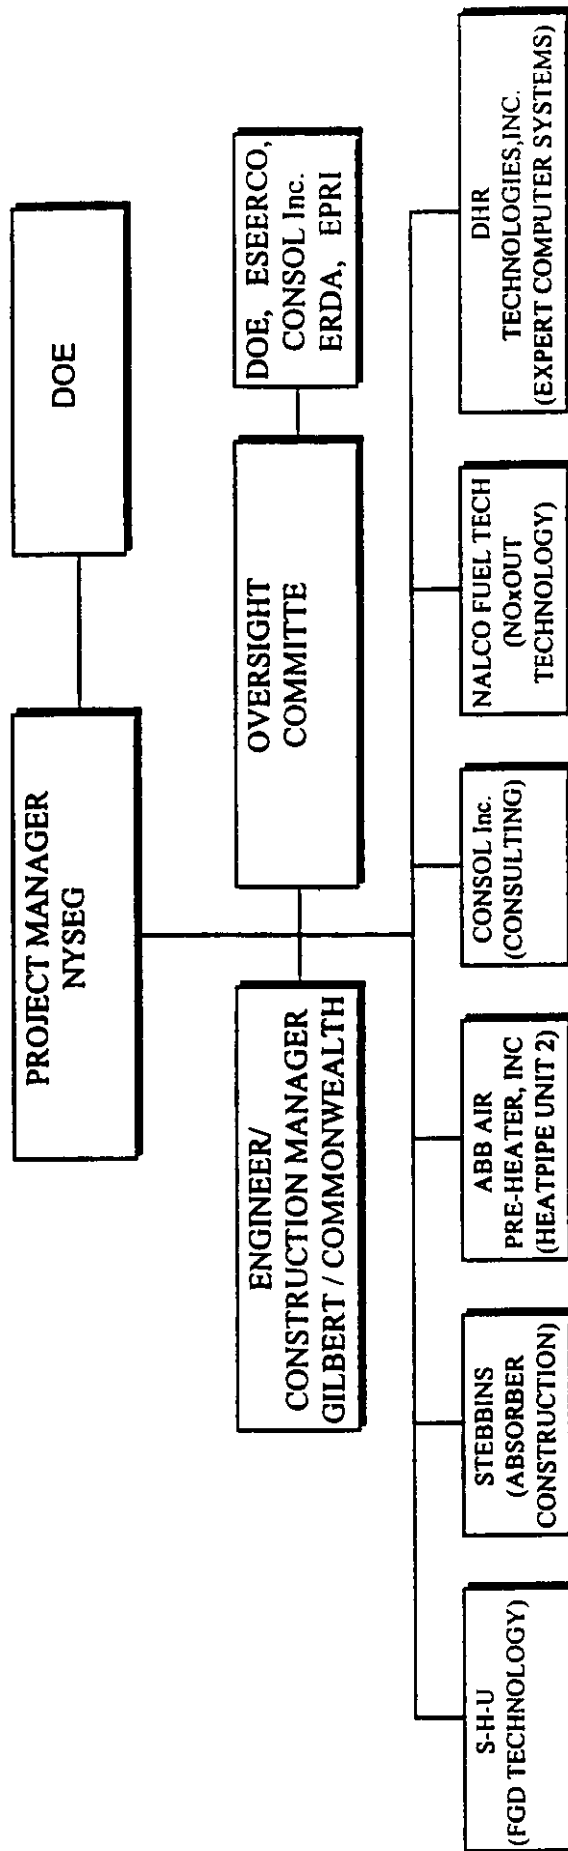 PROJECT MANAGER
NYSEG
DOE
ENGINEER/
CONSTRUCTION MANAGER
GILBERT / COMMONWEALTH
OVERSIGHT
COMMITTE
DOE, ESEERCO,
CONSOL Inc.
ERDA, EPRI
S-H-U
(FGD TECHNOLOGY)
STEBBINS
(ABSORBER
CONSTRUCTION)
ABB AIR
PRE-HEATER, INC
(HEATPIPE UNIT 2)
CONSOL Inc.
(CONSULTING)
NALCO FUEL TECH
(NOxOUT
TECHNOLOGY)
DHR
TECHNOLOGIES,INC.
(EXPERT COMPUTER SYSTEMS)